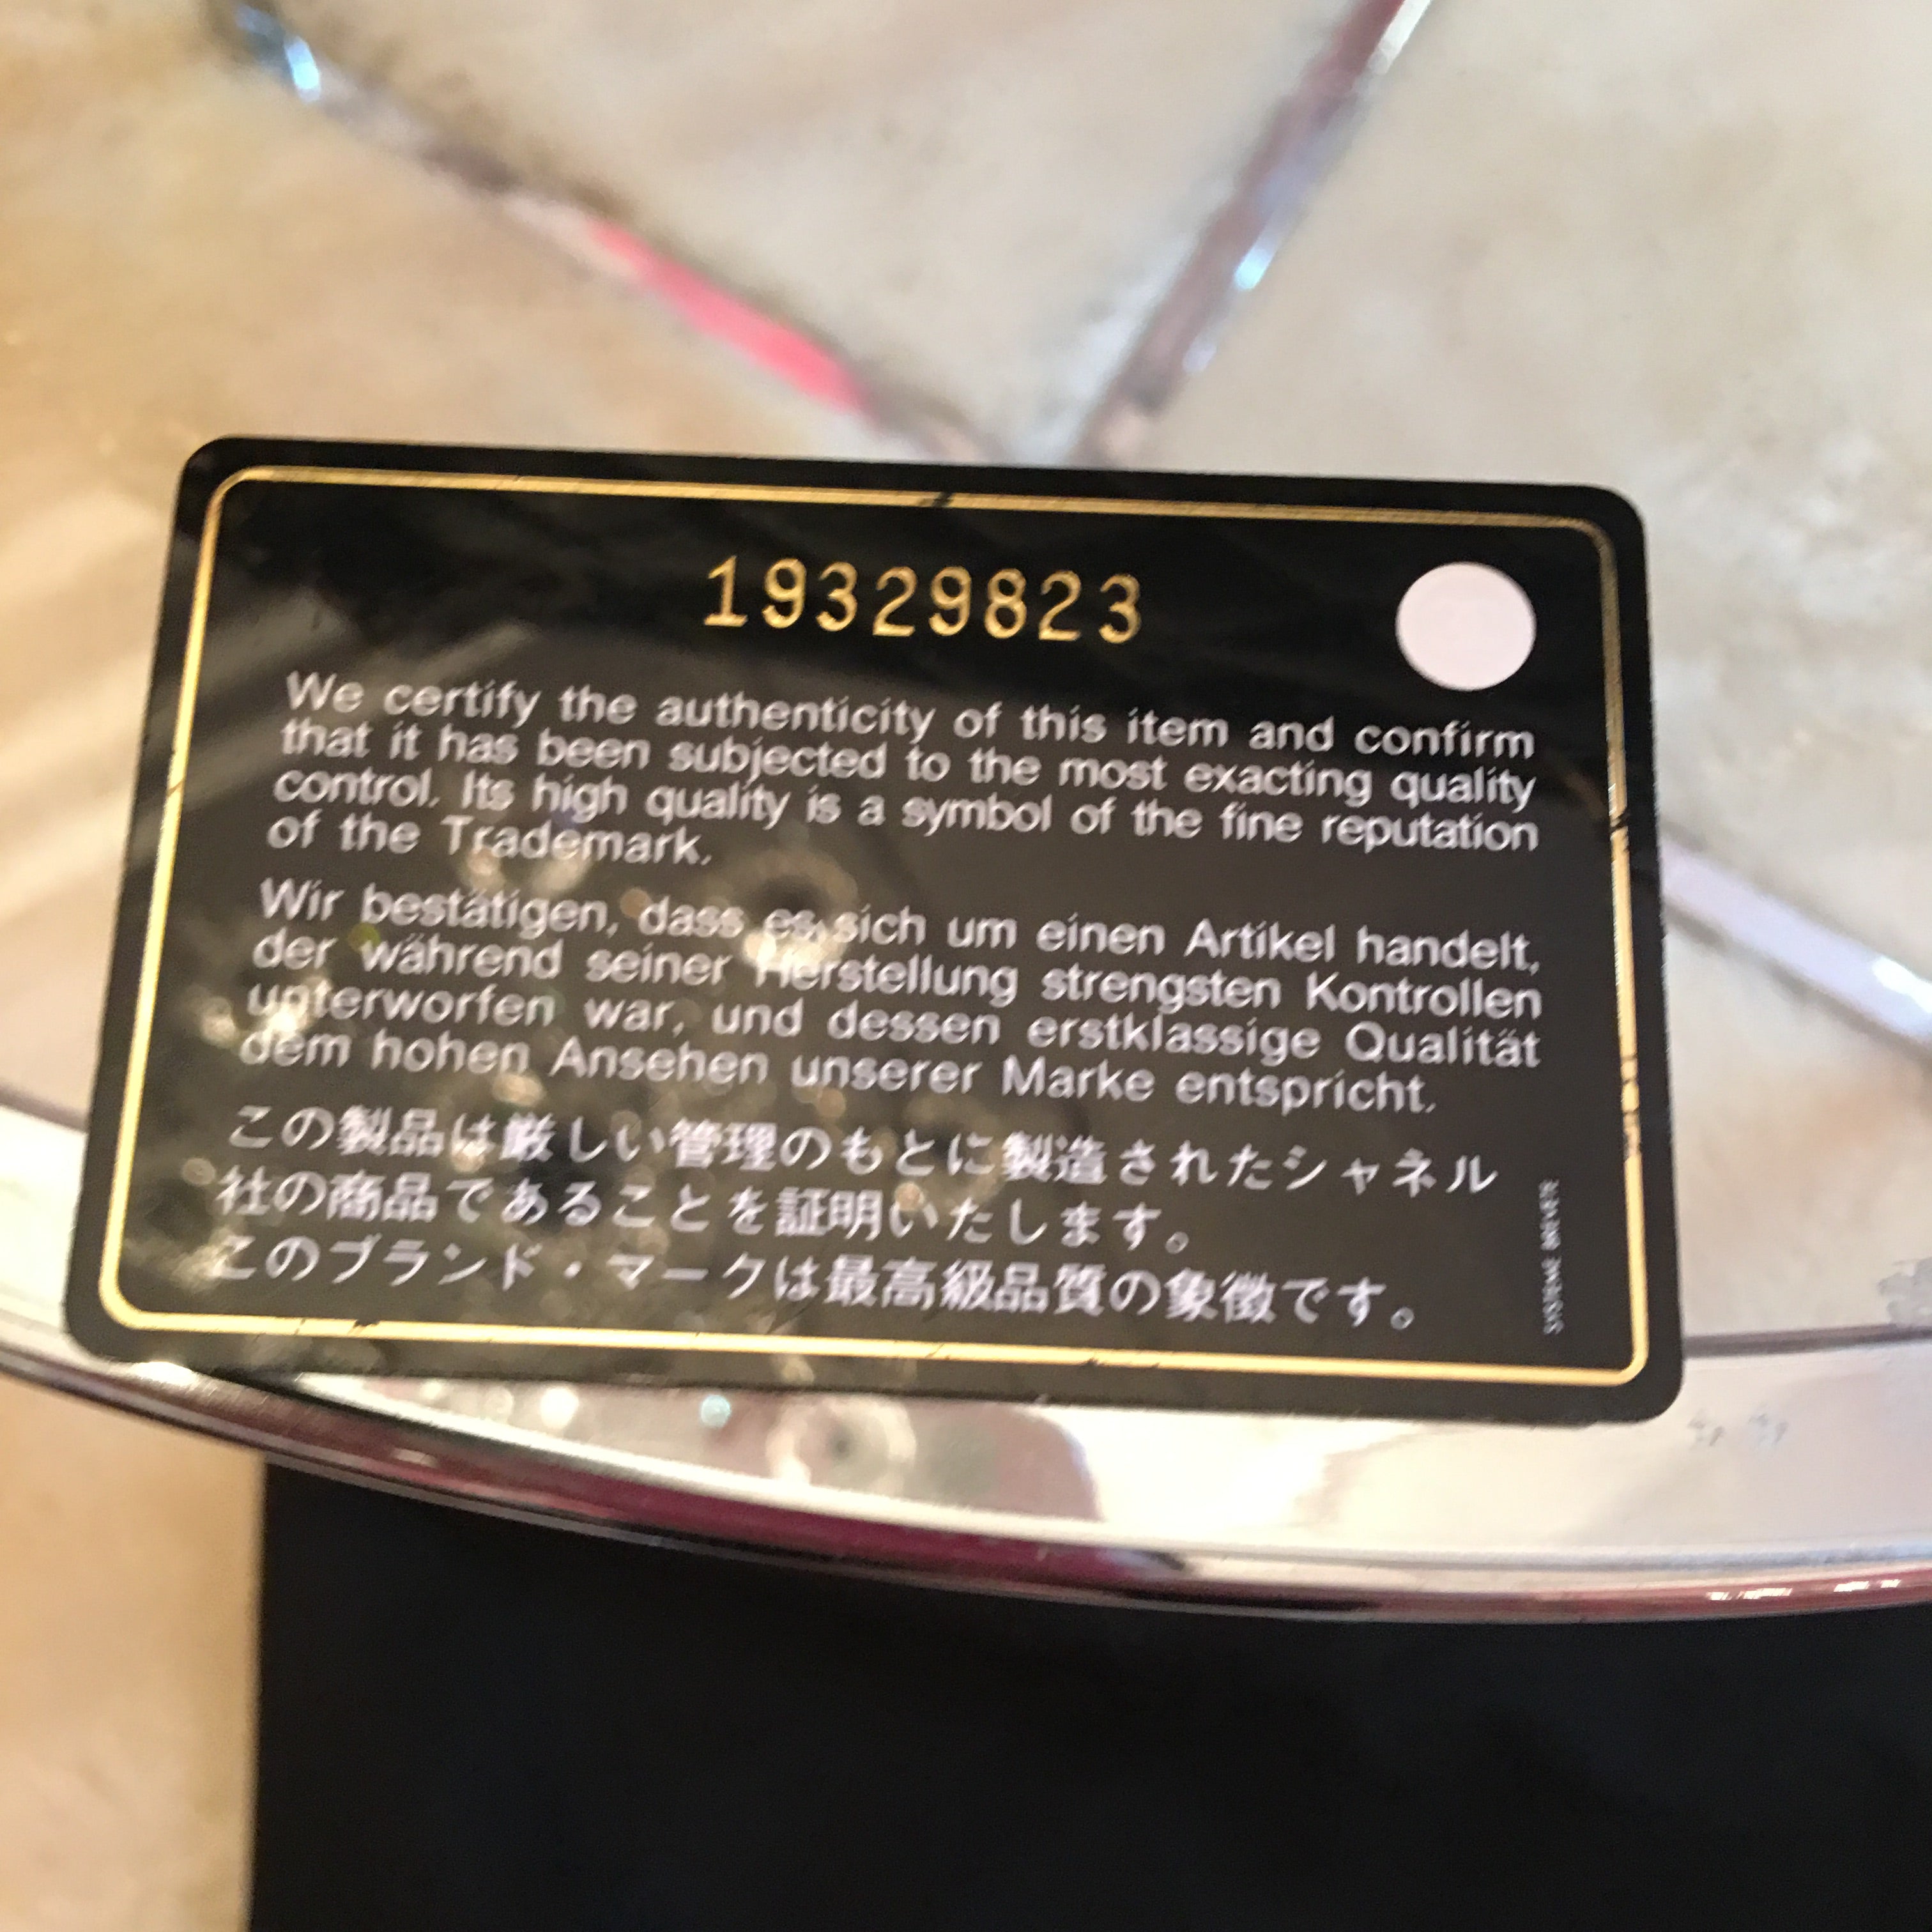 19329823
We certify the authenticity of this item and confirm
that it has been subjected to the most exacting quality
control. Its high quality is a symbol of the fine reputation
of the Trademark.
Wir bestätigen, dass es sich um einen Artikel handelt,
der während seiner Herstellung strengsten Kontrollen
unterworfen war, und dessen erstklassige Qualität
dem hohen Ansehen unserer Marke entspricht.
この製品は厳しい管理のもとに製造されたシャネル
社の商品であることを証明いたします。
このブランド・マークは最高級品質の象徴です。
SYSTEME BREVETE